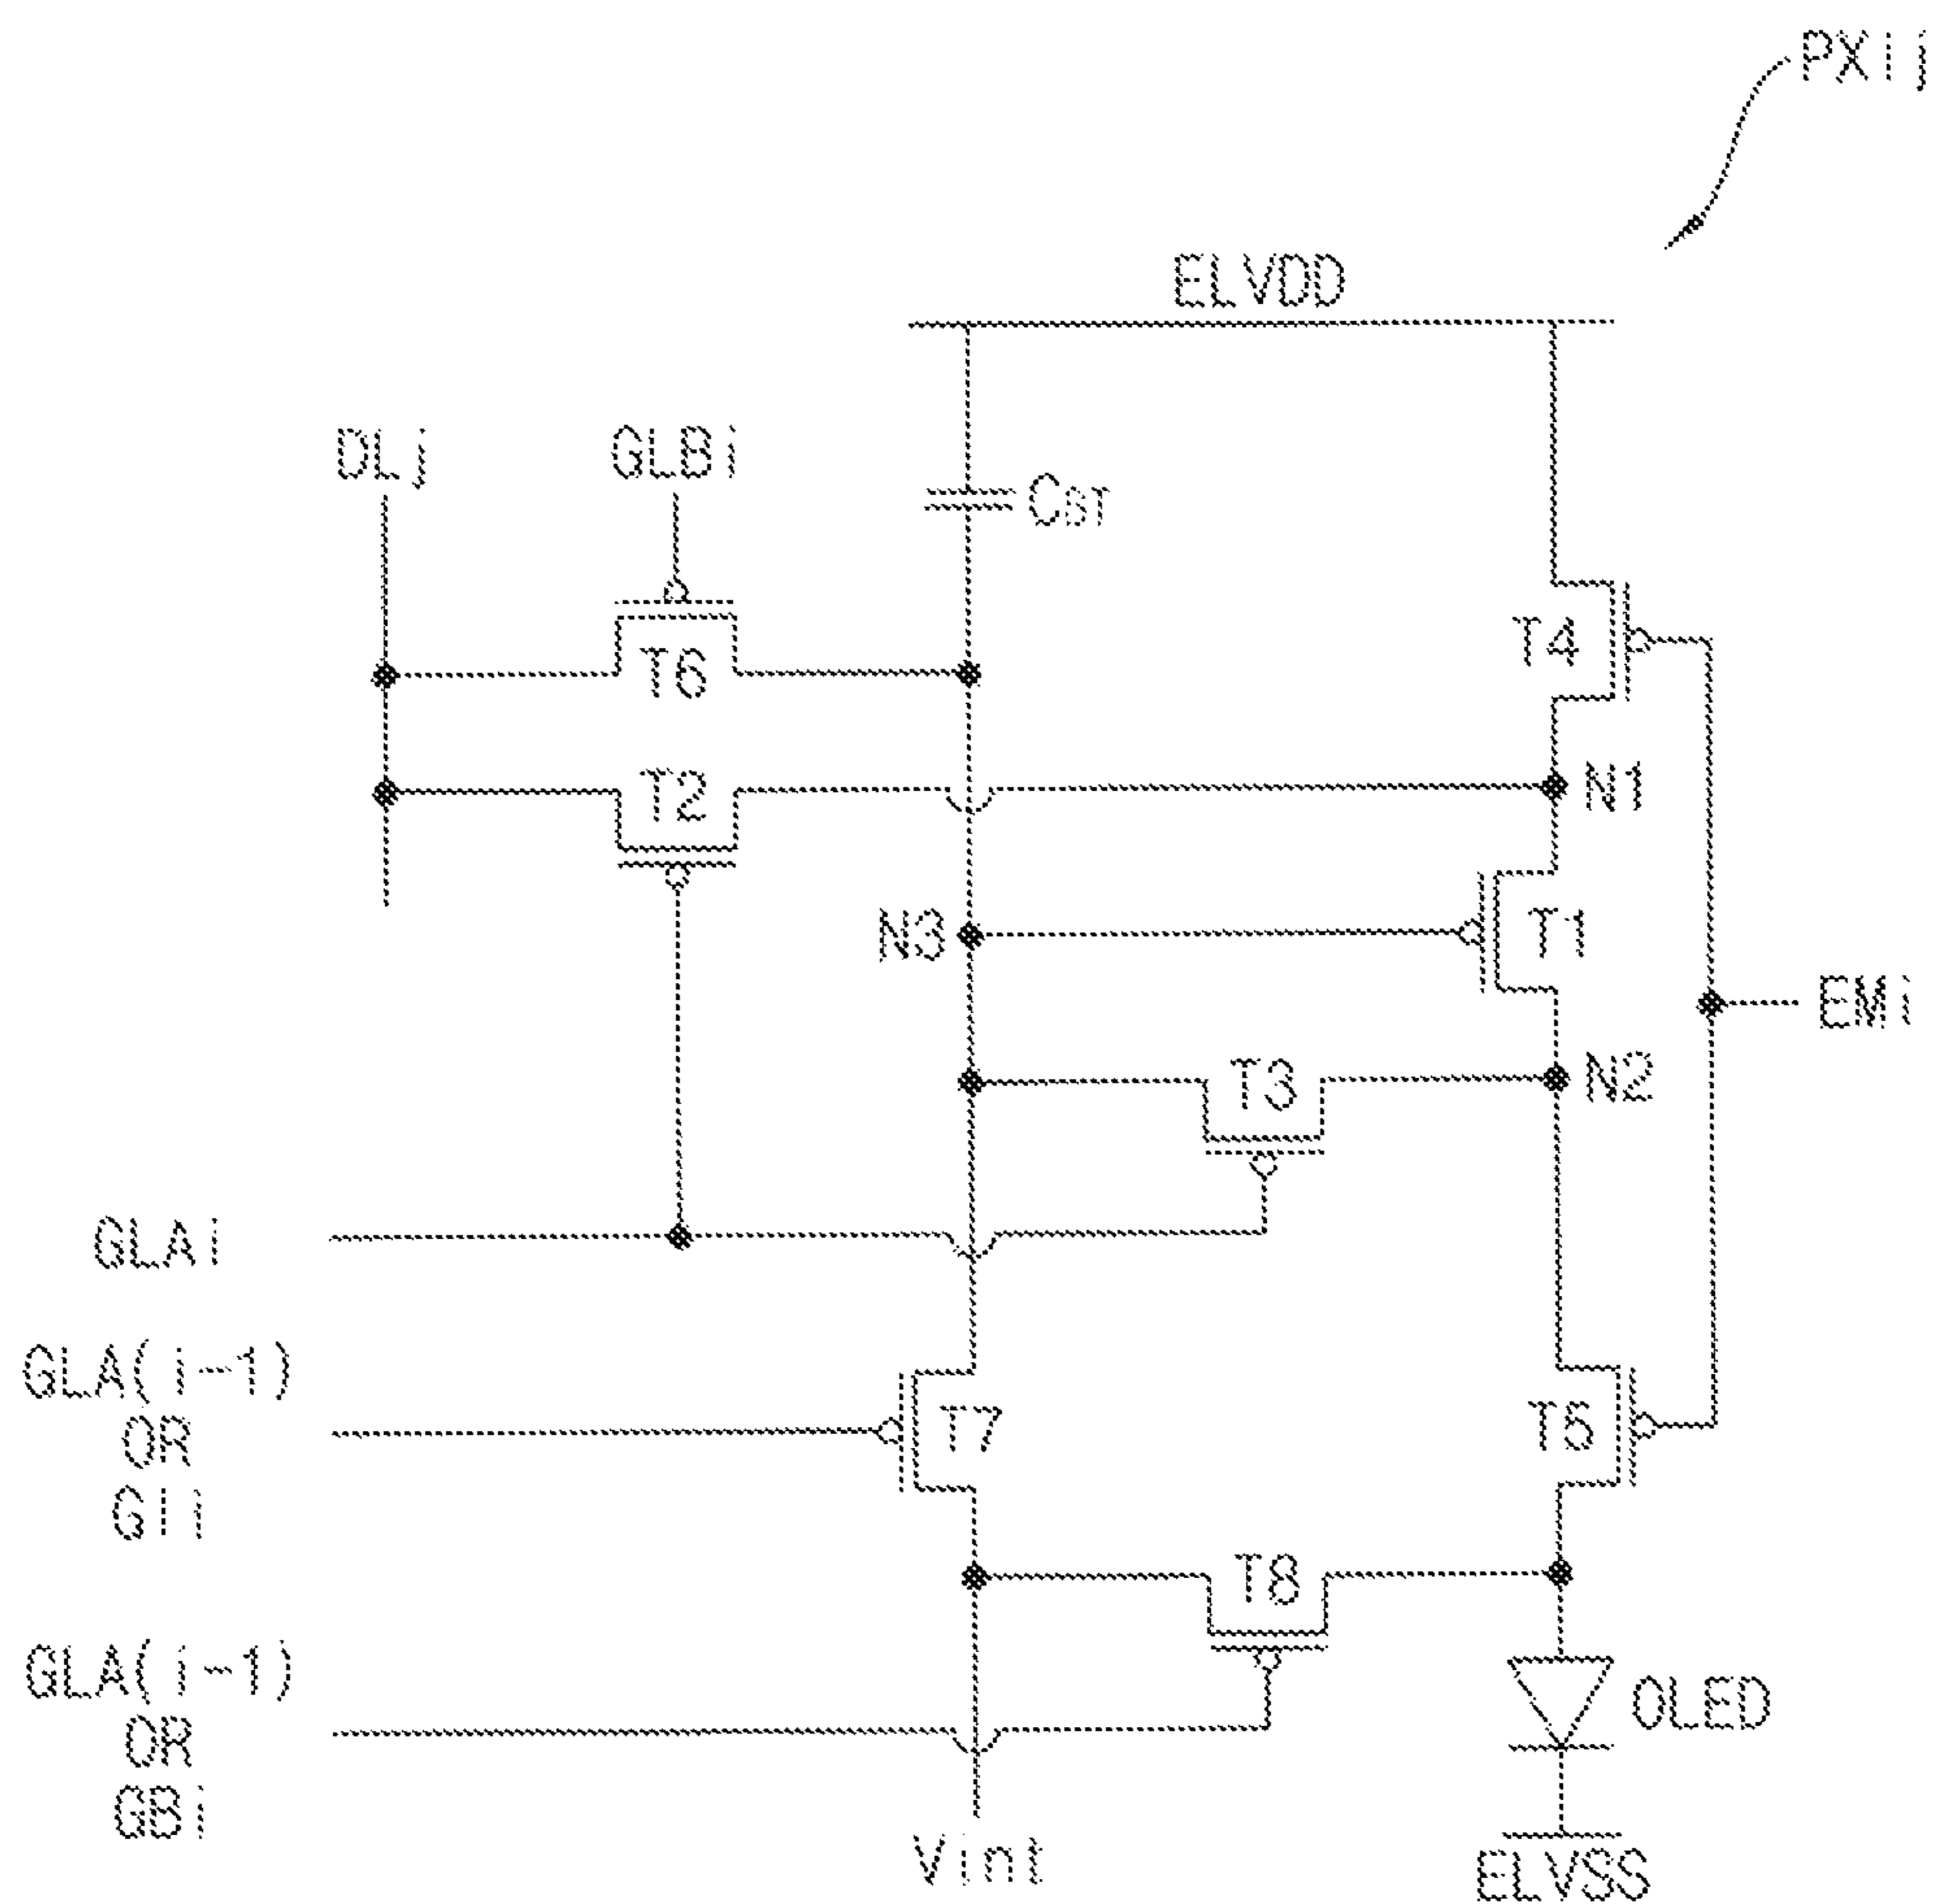 PXij
ELVDD
DLj
GLBi
Cst
T6
T4
T2
N1
N3
T1
EMi
T3
N2
GLAi
GLA(i-1)
OR
GIi
T7
T5
T8
GLA(i-1)
OR
GBi
OLED
Vint
ELVSS